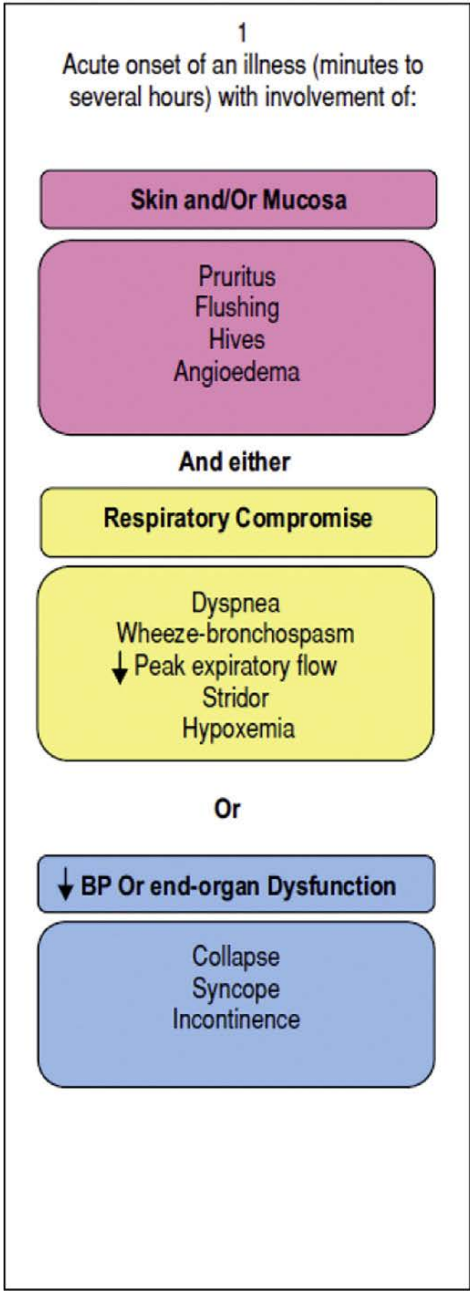 1
Acute onset of an illness (minutes to
several hours) with involvement of:
Skin and/Or Mucosa
Pruritus
Flushing
Hives
Angioedema
And either
Respiratory Compromise
Dyspnea
Wheeze-bronchospasm
↓ Peak expiratory flow
Stridor
Hypoxemia
Or
↓ BP Or end-organ Dysfunction
Collapse
Syncope
Incontinence